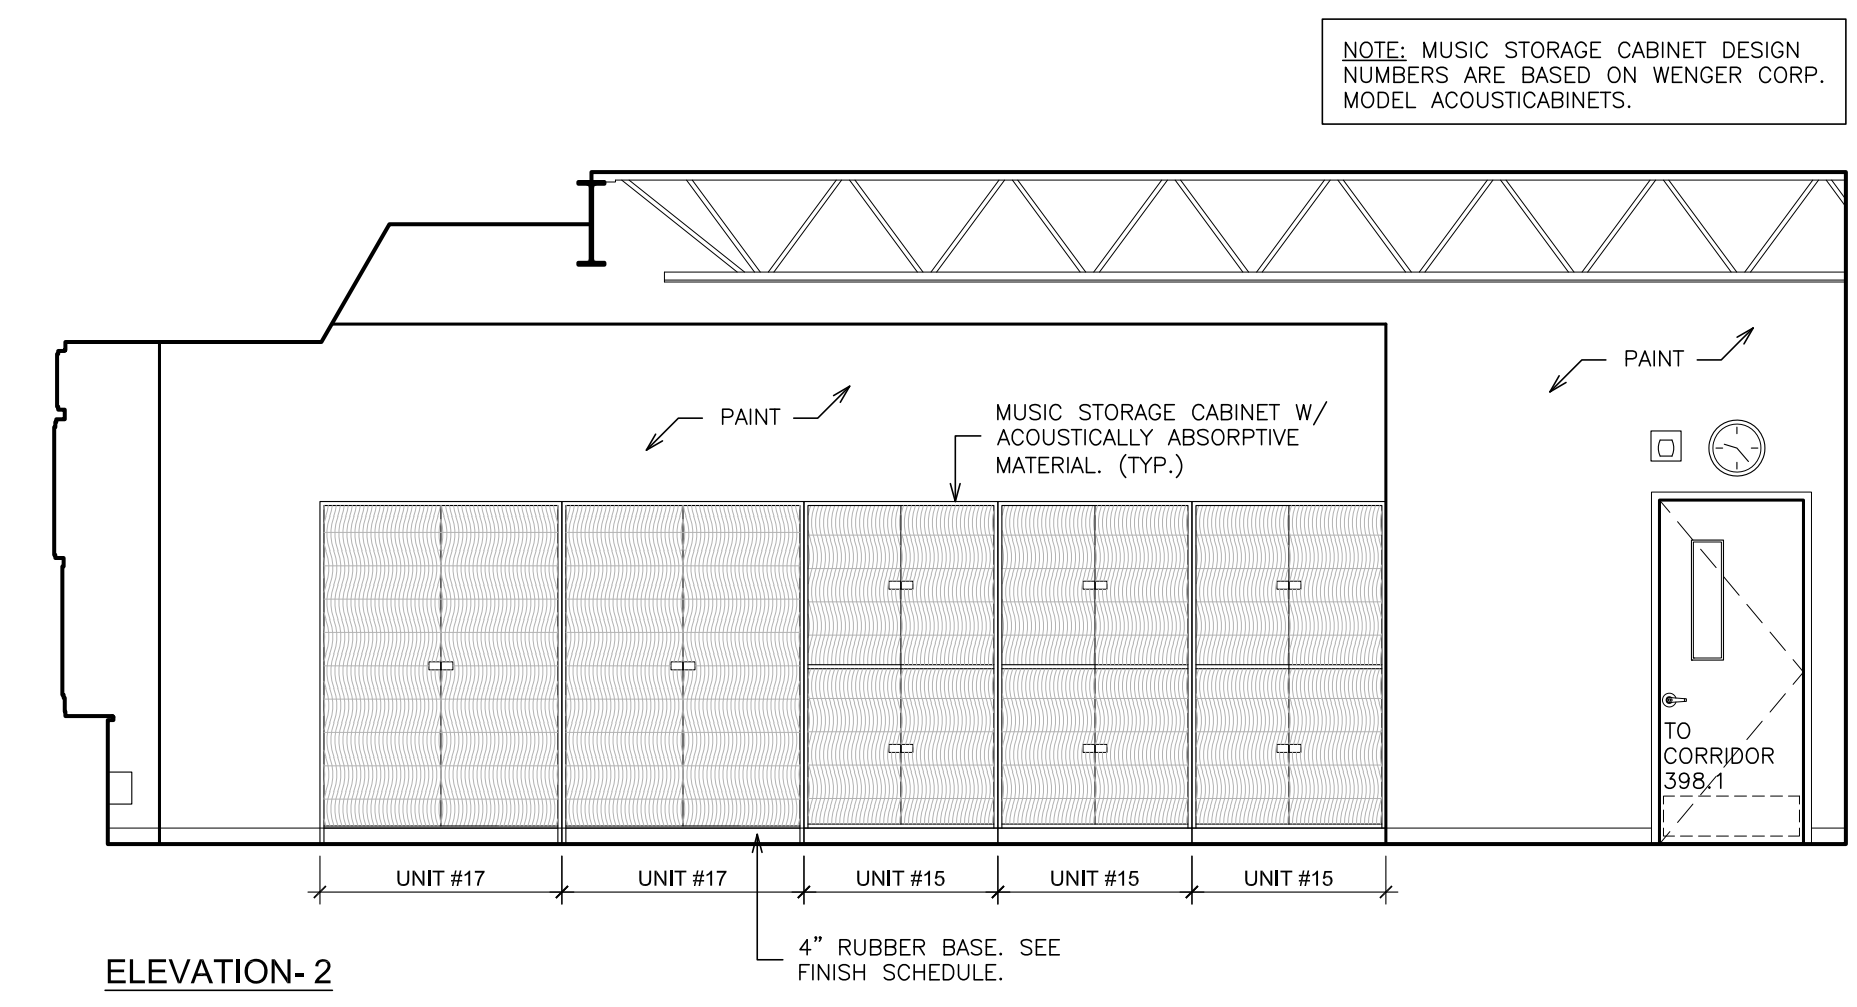 NOTE: MUSIC STORAGE CABINET DESIGN
NUMBERS ARE BASED ON WENGER CORP.
MODEL ACOUSTICABINETS.
PAINT
PAINT
MUSIC STORAGE CABINET W/
ACOUSTICALLY ABSORPTIVE
MATERIAL. (TYP.)
TO
CORRIDOR
398.1
UNIT #17
UNIT #17
UNIT #15
UNIT #15
UNIT #15
4” RUBBER BASE. SEE
FINISH SCHEDULE.
ELEVATION- 2